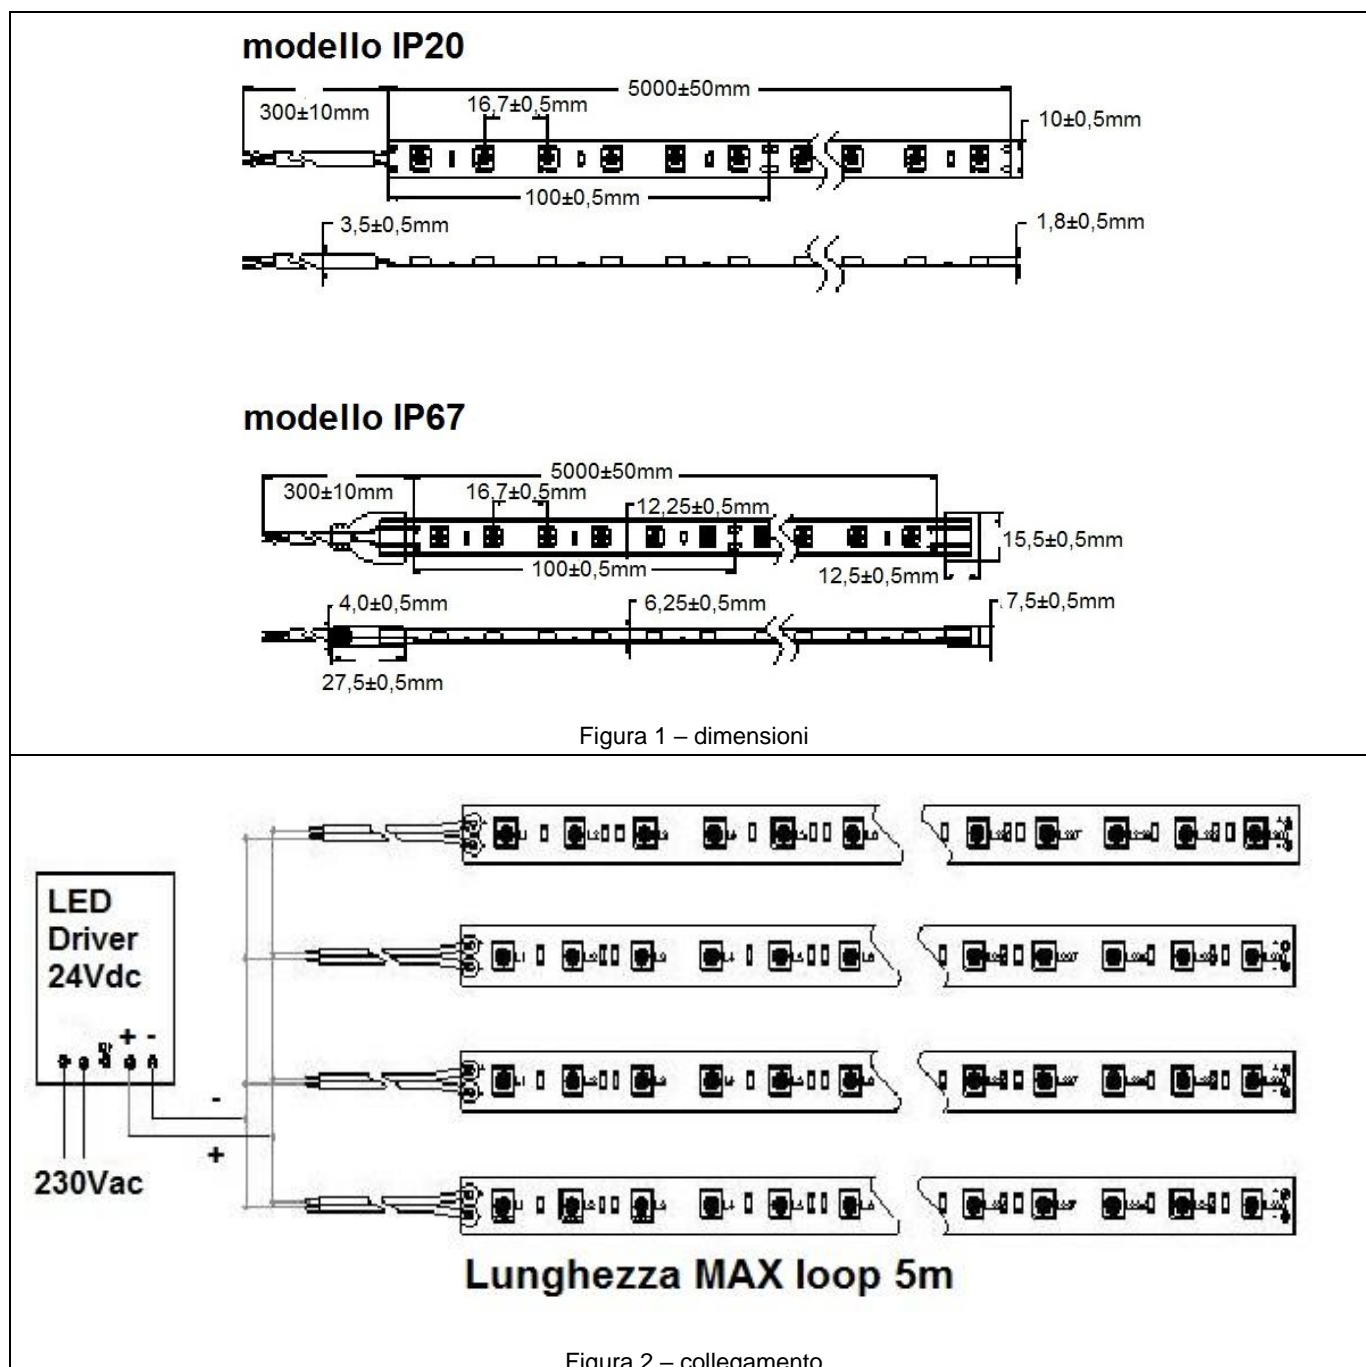 modello IP20
5000±50mm
300±10mm
16,7±0,5mm
10±0,5mm
100±0,5mm
3,5±0,5mm
1,8±0,5mm
modello IP67
5000±50mm
300±10mm
16,7±0,5mm
12,25±0,5mm
15,5±0,5mm
100±0,5mm
12,5±0,5mm
4,0±0,5mm
6,25±0,5mm
7,5±0,5mm
27,5±0,5mm
Figura 1 – dimensioni
LED
Driver
24Vdc
+ -
-
+
230Vac
Lunghezza MAX loop 5m
Figura 2 – collegamento